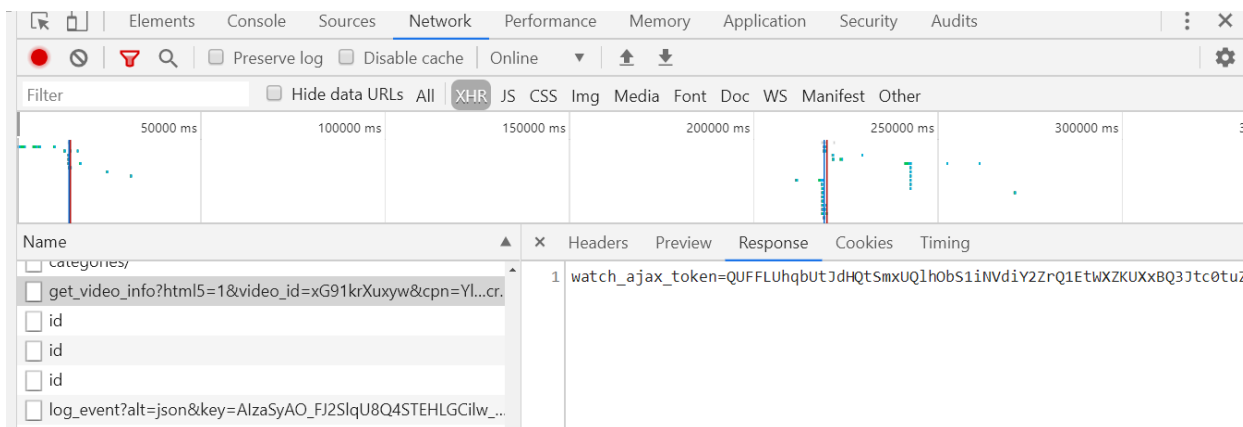 Elements Console Sources Network Performance Memory Application Security Audits
Preserve log Disable cache Online
Filter Hide data URLs All XHR JS CSS Img Media Font Doc WS Manifest Other
50000 ms 100000 ms 150000 ms 200000 ms 250000 ms 300000 ms
Name Headers Preview Response Cookies Timing
categories/
get_video_info?html5=1&video_id=xG91krXuxyw&cpn=Yl...cr.
1 watch_ajax_token=QUFFLUhqbUtJdHQtSmxUQlhObS1iNVdiY2ZrQ1EtWXZKUXxBQ3Jtc0tuZ
id
id
id
log_event?alt=json&key=AIzaSyAO_FJ2SlqU8Q4STEHLGCilw_...